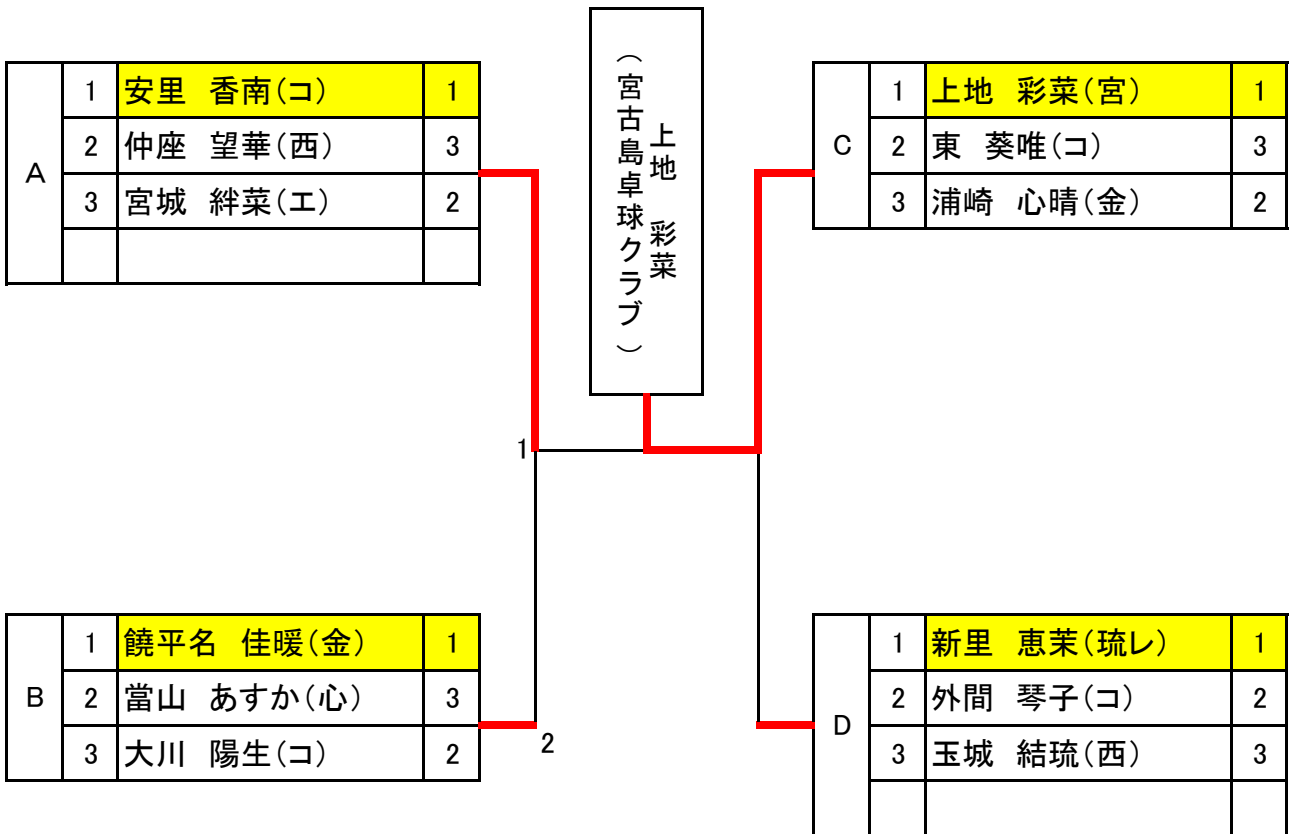 A
1 安里 香南(コ) 1
2 仲座 望華(西) 3
3 宮城 絆菜(エ) 2
上地 彩菜
(宮古島卓球クラブ)
C
1 上地 彩菜(宮) 1
2 東 葵唯(コ) 3
3 浦崎 心晴(金) 2
1
B
1 饒平名 佳暖(金) 1
2 當山 あすか(心) 3
3 大川 陽生(コ) 2
2
D
1 新里 恵茉(琉レ) 1
2 外間 琴子(コ) 2
3 玉城 結琉(西) 3